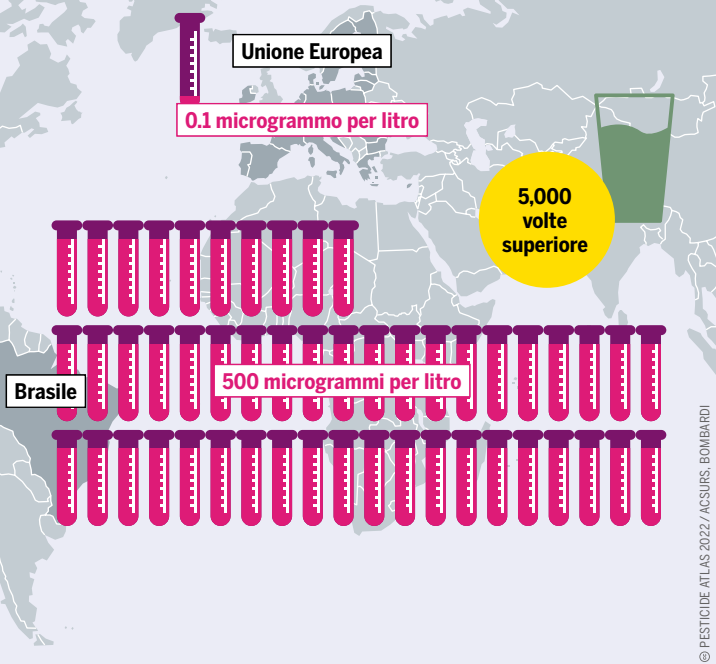 Unione Europea
0.1 microgrammo per litro
5,000
volte
superiore
500 microgrammi per litro
Brasile
PESTICIDE ATLAS 2022 / ACSURS, BOMBARDI